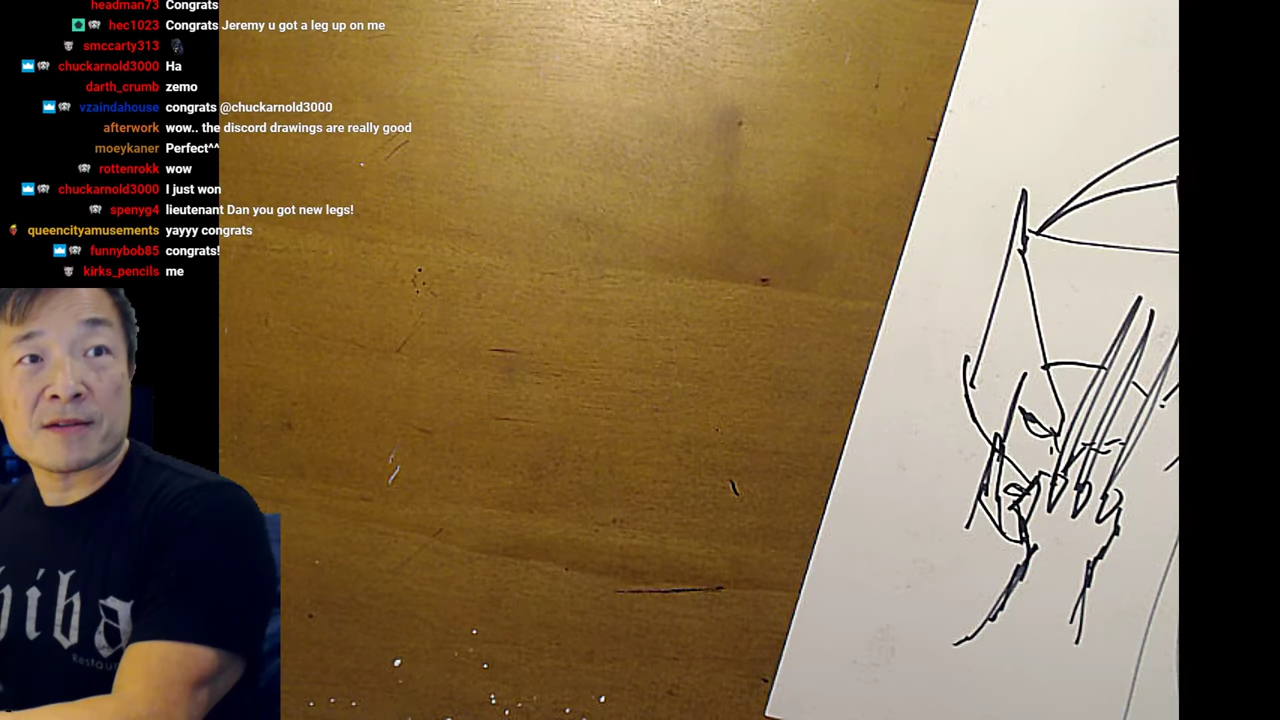 headman73 Congrats
hec1023 Congrats Jeremy u got a leg up on me
smccarty313
chuckarnold3000 Ha
darth_crumb zemo
vzaindahouse congrats @chuckarnold3000
afterwork wow.. the discord drawings are really good
moeykaner Perfect^^
rottenrokk wow
chuckarnold3000 I just won
spenyg4 lieutenant Dan you got new legs!
queencityamusements yayyy congrats
funnybob85 congrats!
kirks_pencils me
hiba
Restau